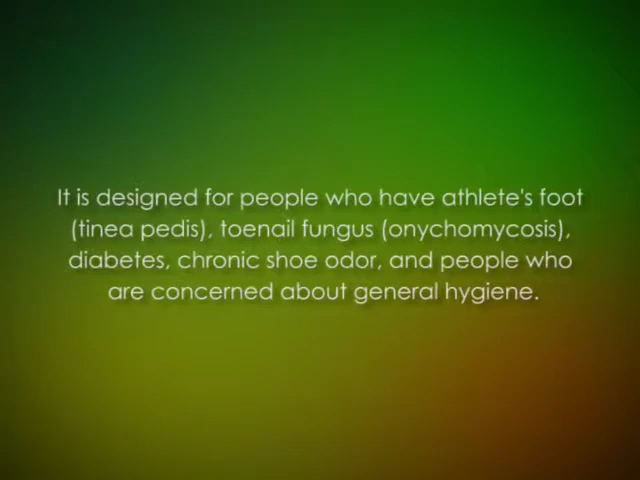 It is designed for people who have athlete's foot
(tinea pedis), toenail fungus (onychomycosis),
diabetes, chronic shoe odor, and people who
are concerned about general hygiene.